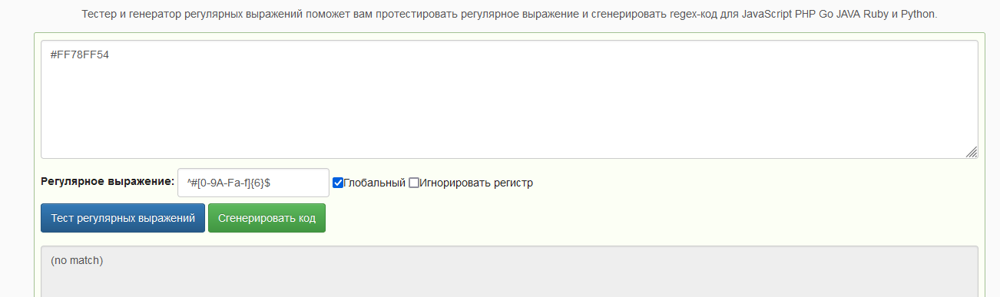 Тестер и генератор регулярных выражений поможет вам протестировать регулярное выражение и сгенерировать regex-код для JavaScript PHP Go JAVA Ruby и Python.
#FF78FF54
Регулярное выражение: ^#[0-9A-Fa-f]{6}$ Глобальный Игнорировать регистр
Тест регулярных выражений Сгенерировать код
(no match)